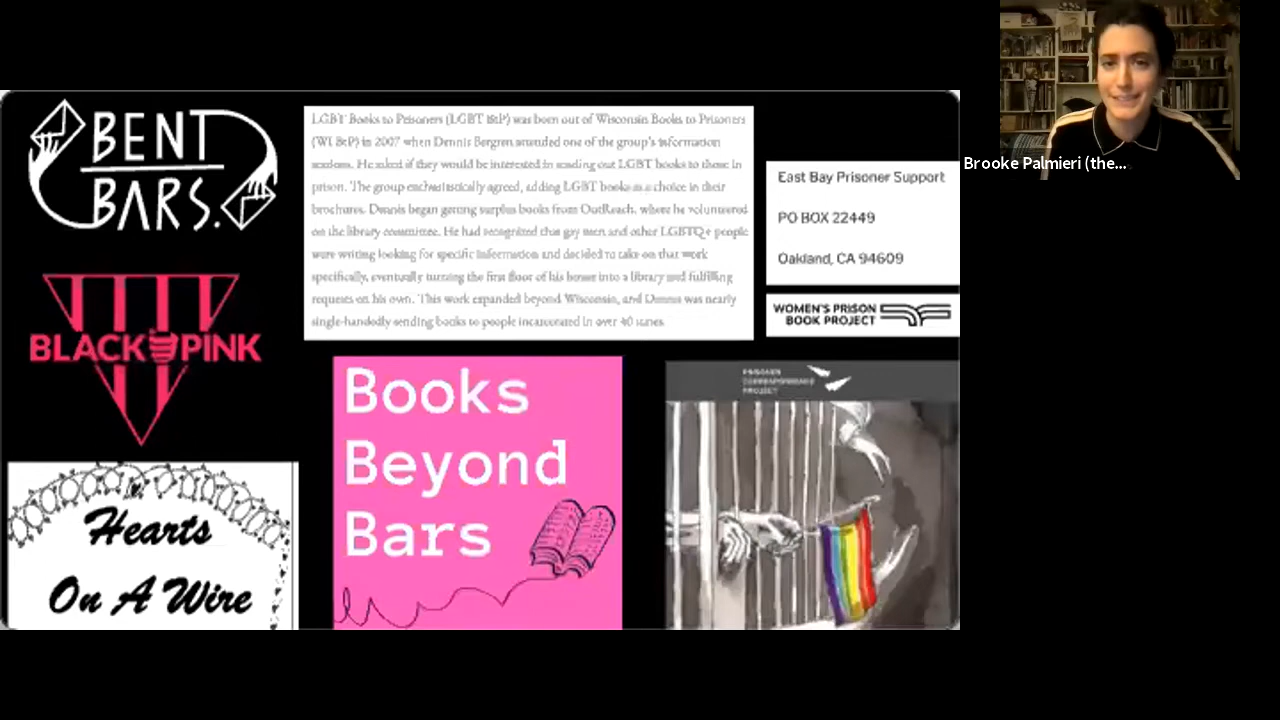 BENT
BARS.
BLACK PINK
Hearts
On A Wire
LGBT Books to Prisoners (LGBT BtP) was born out of Wisconsin Books to Prisoners
(WI BtP) in 2007 when Dennis Bergren attended one of the group's information
sessions. He asked if they would be interested in sending out LGBT books to those in
prison. The group enthusiastically agreed, adding LGBT books as a choice in their
brochures. Dennis began getting surplus books from OutReach, where he volunteered
on the library committee. He had recognized that gay men and other LGBTQ+ people
were writing looking for specific information and decided to take on that work
specifically, eventually turning the first floor of his house into a library and fulfilling
requests on his own. This work expanded beyond Wisconsin, and Dennis was nearly
single-handedly sending books to people incarcerated in over 40 states.
Books
Beyond
Bars
East Bay Prisoner Support
PO BOX 22449
Oakland, CA 94609
WOMEN'S PRISON
BOOK PROJECT
PRISONER
CORRESPONDENCE
PROJECT
Brooke Palmieri (the...